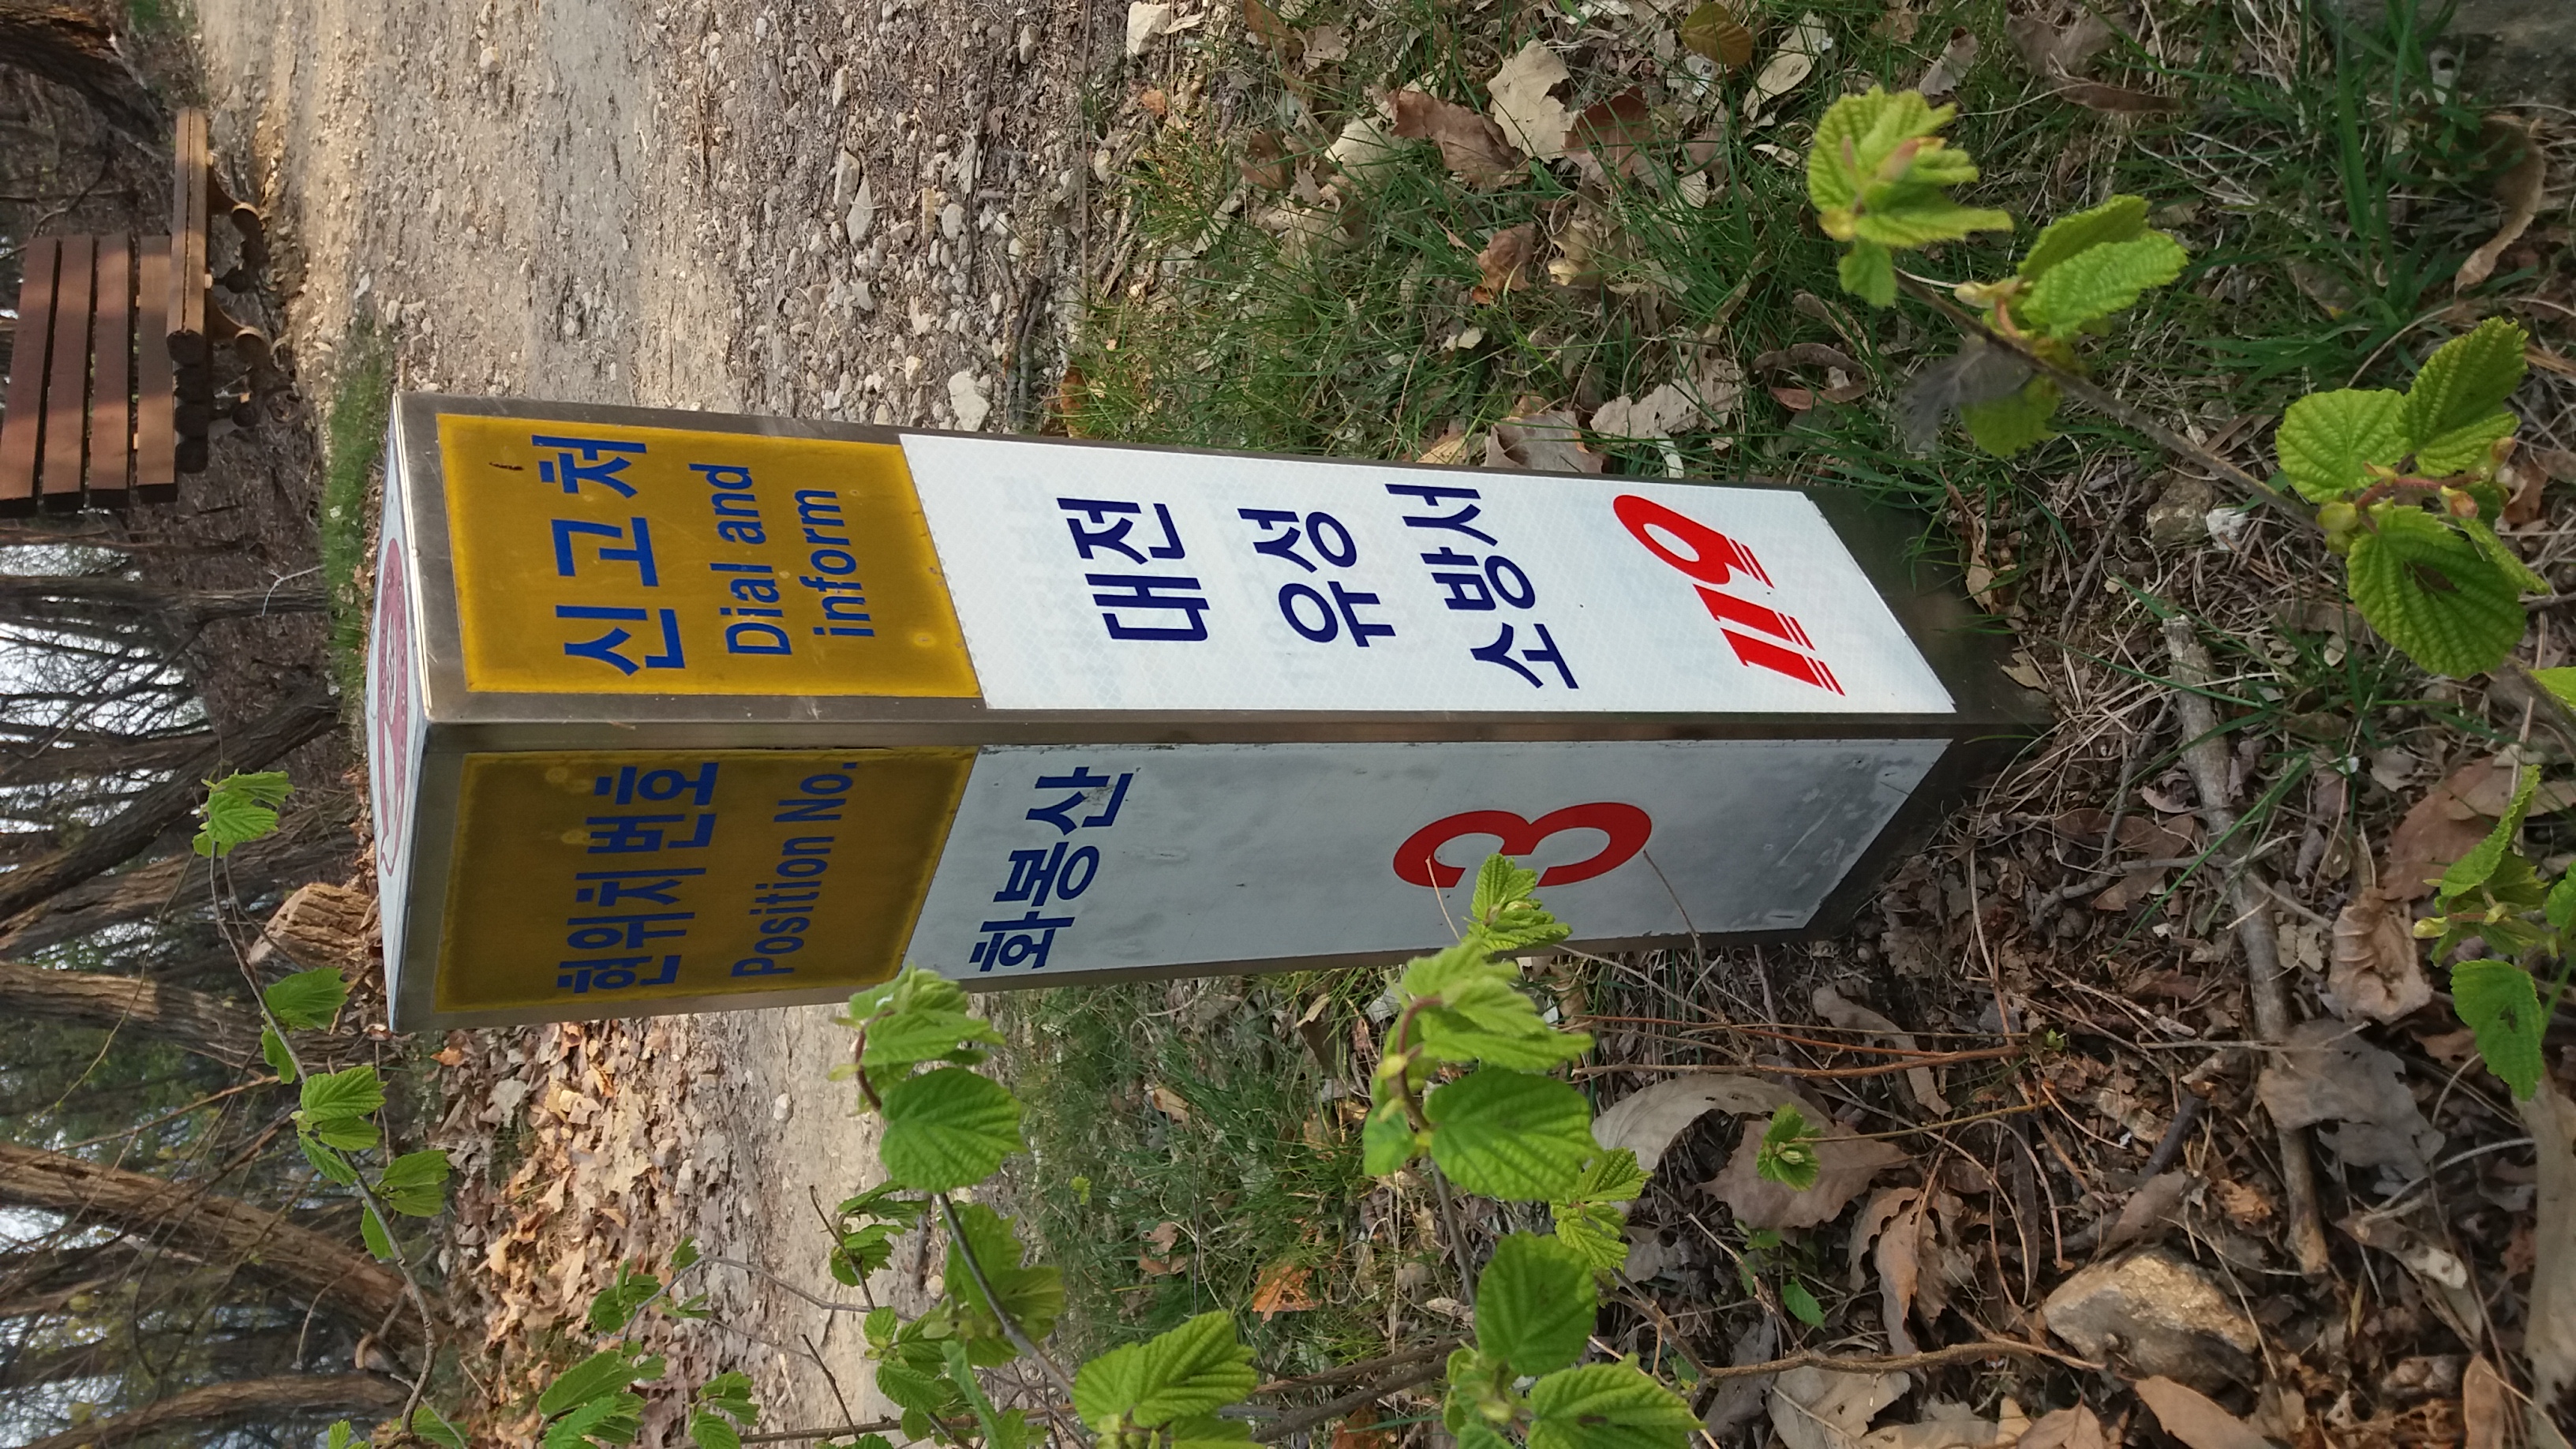 현위치번호
Position No.
화봉산
3
신고처
Dial and
inform
대전
유성
소방서
119